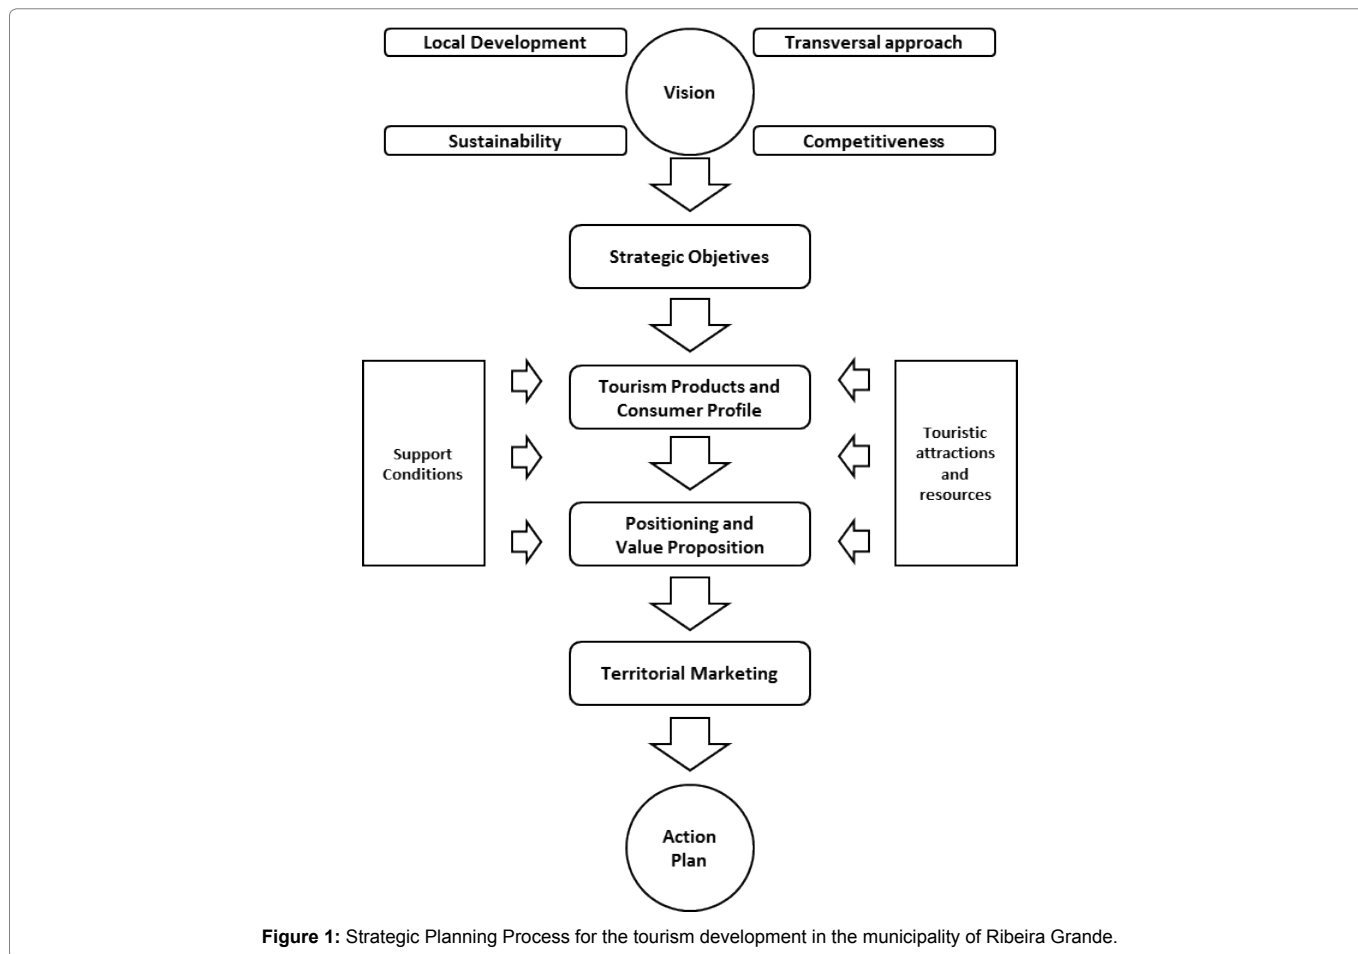 Local Development
Transversal approach
Vision
Sustainability
Competitiveness
Strategic Objetives
Tourism Products and
Consumer Profile
Support
Conditions
Touristic
attractions
and
resources
Positioning and
Value Proposition
Territorial Marketing
Action
Plan
Figure 1: Strategic Planning Process for the tourism development in the municipality of Ribeira Grande.